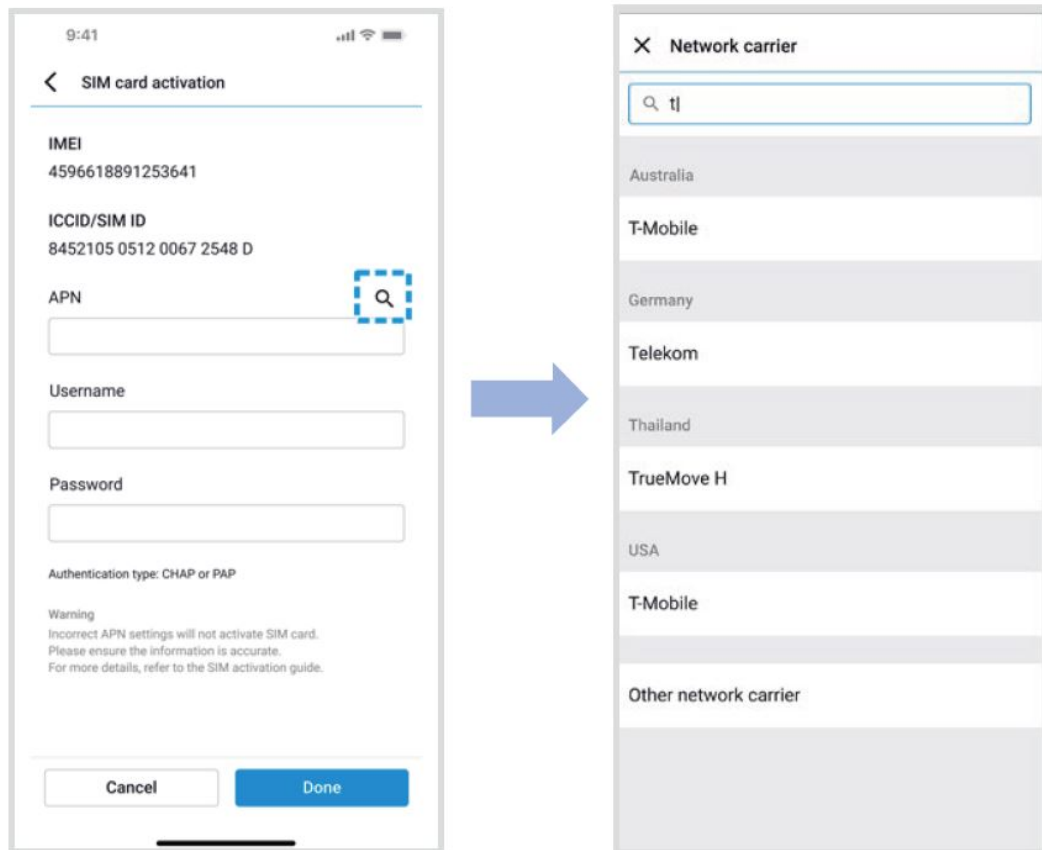 9:41
SIM card activation
IMEI
4596618891253641
ICCID/SIM ID
8452105 0512 0067 2548 D
APN
Username
Password
Authentication type: CHAP or PAP
Warning
Incorrect APN settings will not activate SIM card.
Please ensure the information is accurate.
For more details, refer to the SIM activation guide.
Cancel
Done
Network carrier
t
Australia
T-Mobile
Germany
Telekom
Thailand
TrueMove H
USA
T-Mobile
Other network carrier